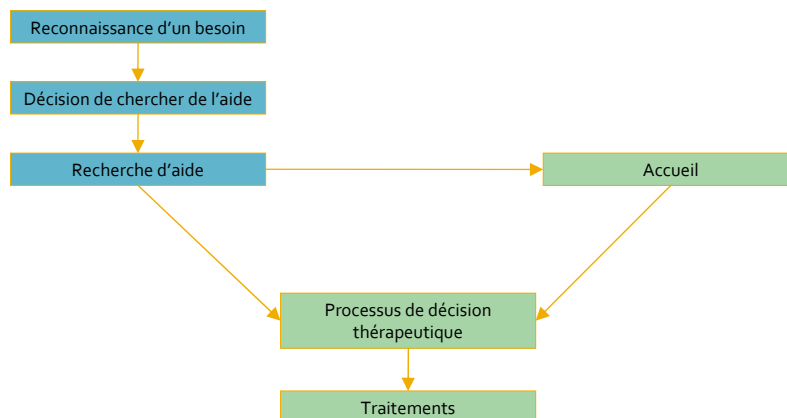 Reconnaissance d'un besoin
Décision de chercher de l'aide
Recherche d'aide
Accueil
Processus de décision
thérapeutique
Traitements